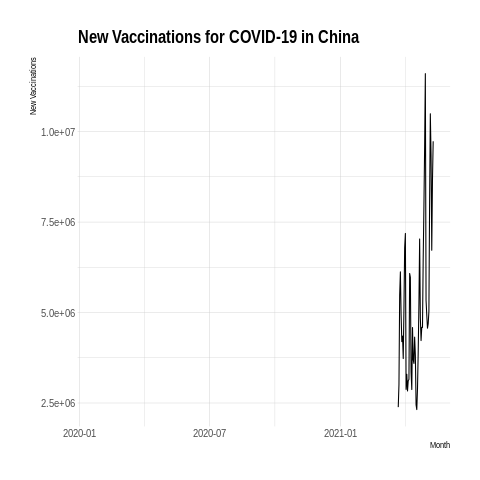 New Vaccinations for COVID-19 in China
New Vaccinations
1.0e+07
7.5e+06
5.0e+06
2.5e+06
2020-01 2020-07 2021-01
Month